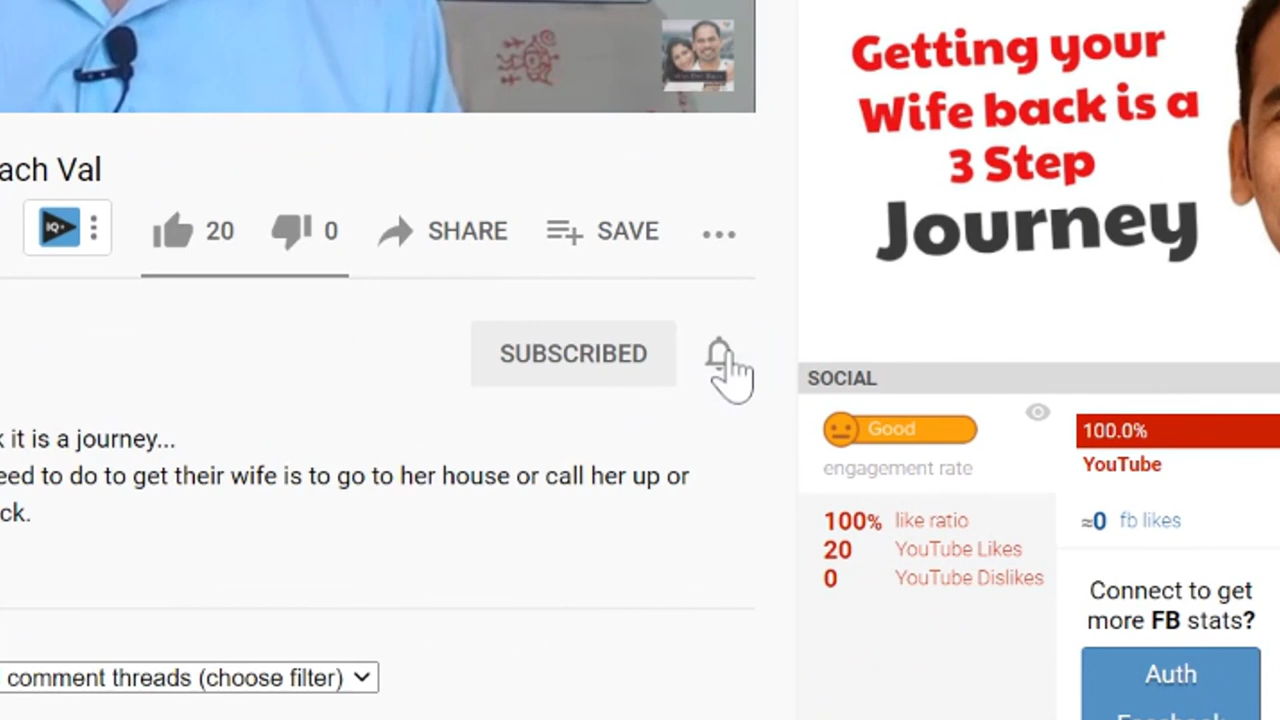 ach Val
IQ+
20
0
SHARE
SAVE
SUBSCRIBED
it is a journey...
eed to do to get their wife is to go to her house or call her up or
ck.
comment threads (choose filter)
Getting your
Wife back is a
3 Step
Journey
SOCIAL
Good
engagement rate
100% like ratio
20 YouTube Likes
0 YouTube Dislikes
100.0%
YouTube
≈0 fb likes
Connect to get
more FB stats?
Auth
Facebook